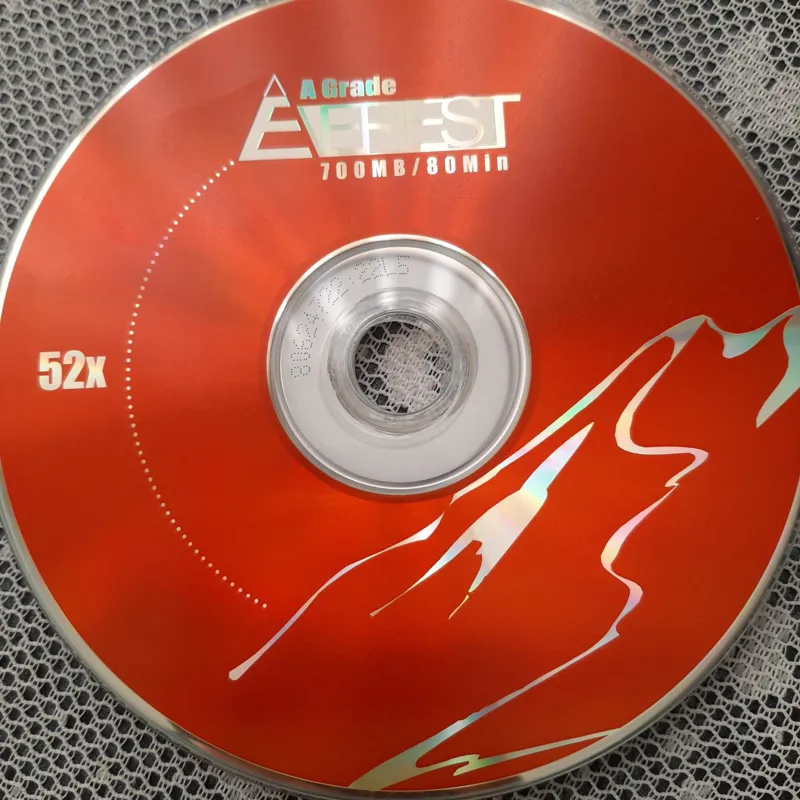 A Grade
EVEREST
700MB/80Min
52x